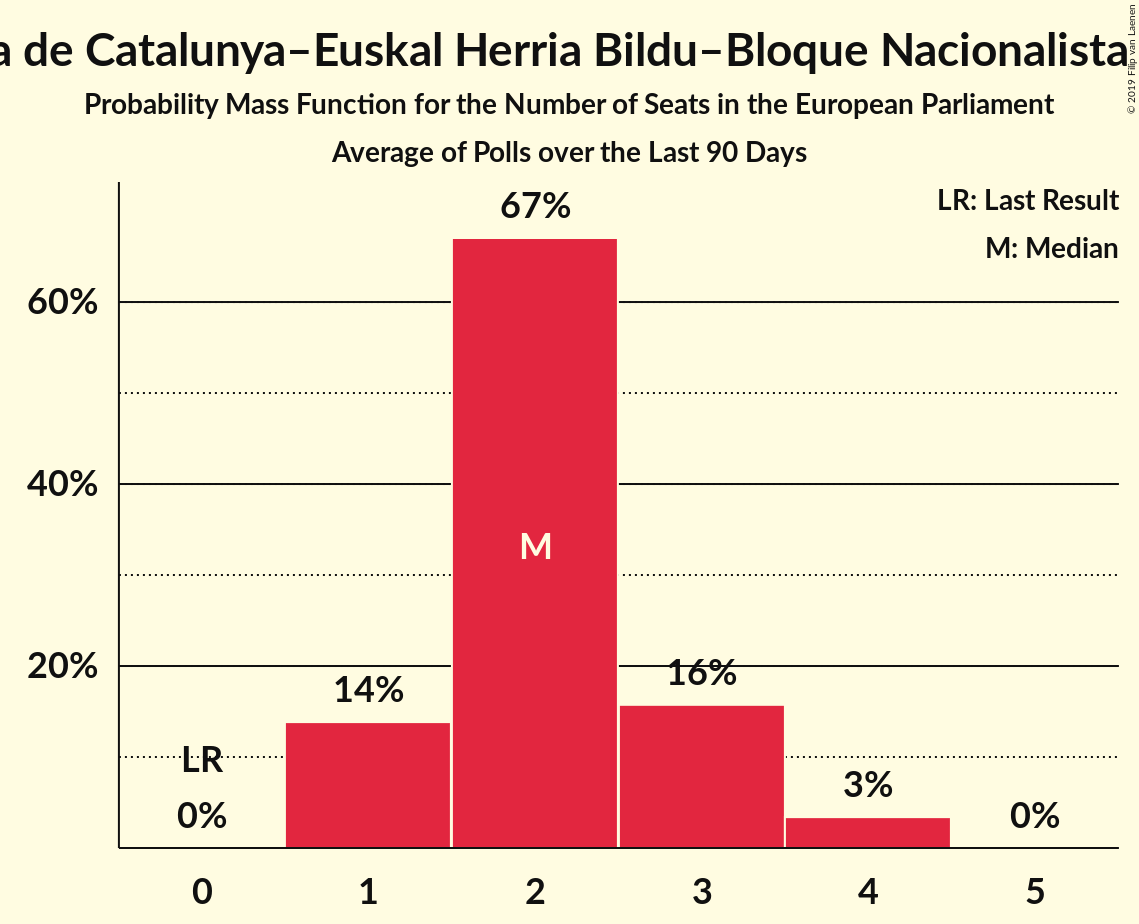 a de Catalunya–Euskal Herria Bildu–Bloque Nacionalista
Probability Mass Function for the Number of Seats in the European Parliament
Average of Polls over the Last 90 Days
© 2019 Filip van Laenen
LR: Last Result
M: Median
67%
60%
40%
M
20%
16%
14%
LR
3%
0%
0%
0 1 2 3 4 5